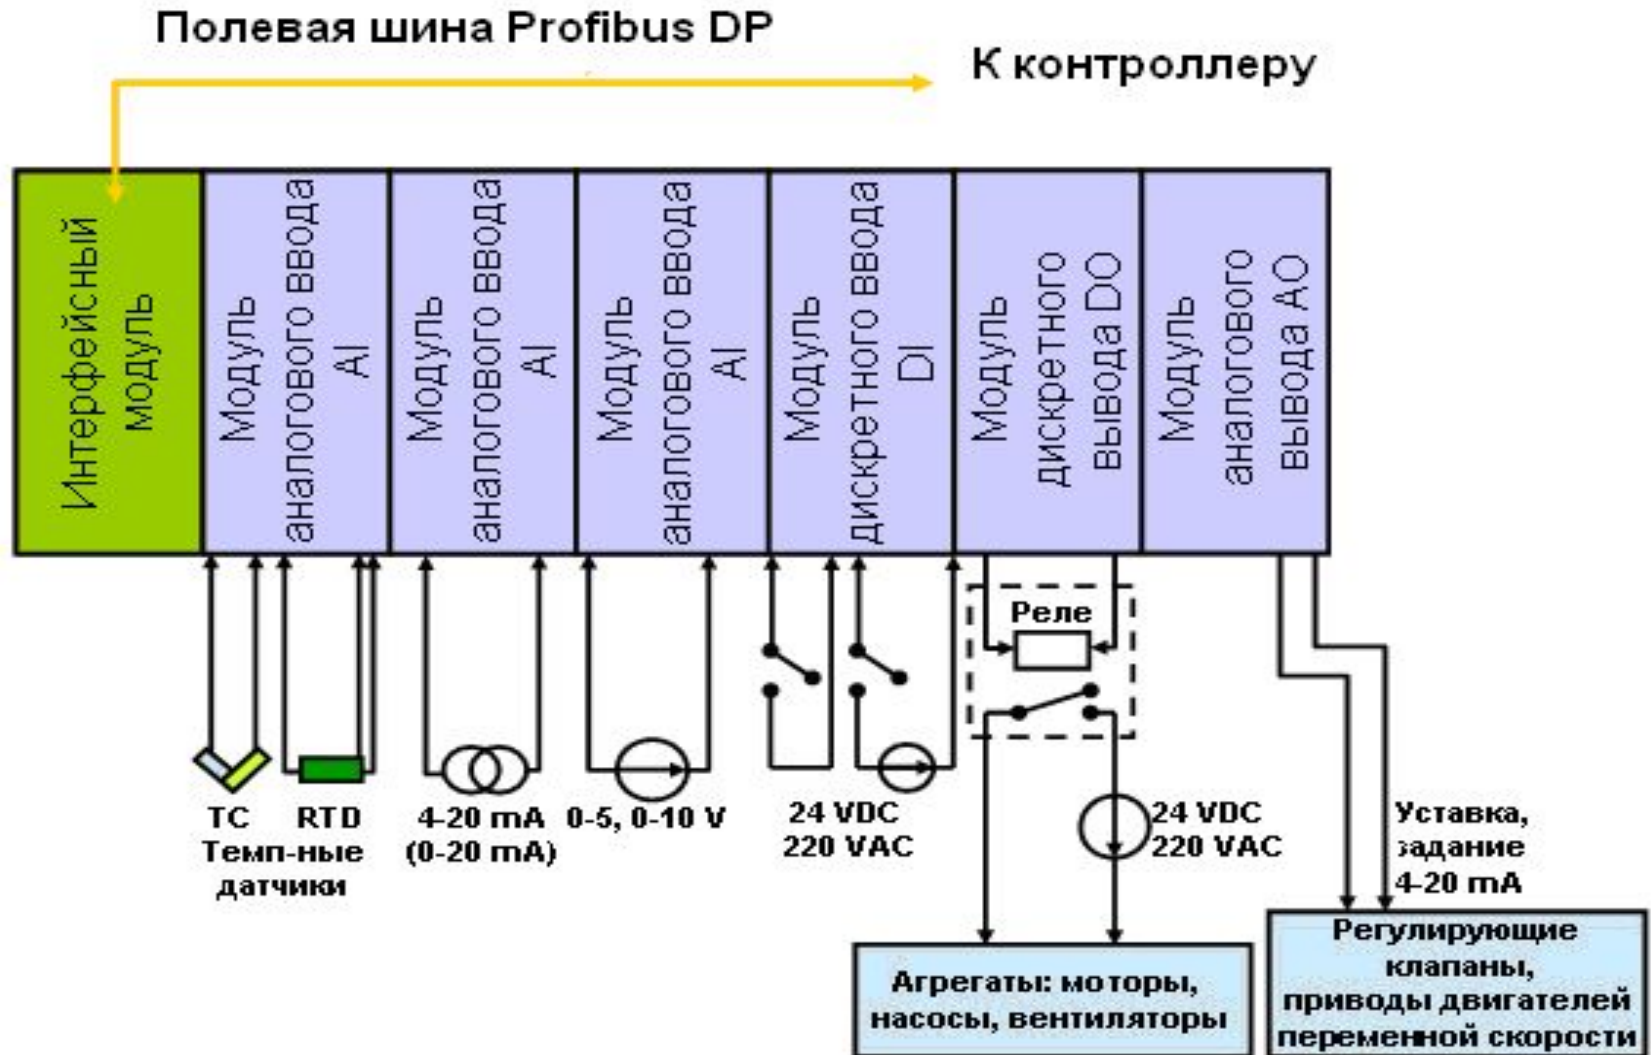 Полевая шина Profibus DP
К контроллеру
Интерфейсный
модуль
Модуль
аналогового ввода
AI
Модуль
аналогового ввода
AI
Модуль
аналогового ввода
AI
Модуль
дискретного ввода
DI
Модуль
дискретного
вывода DO
Модуль
аналогового
вывода AO
Реле
TC
RTD
Темп-ные
датчики
4-20 mA
(0-20 mA)
0-5, 0-10 V
24 VDC
220 VAC
24 VDC
220 VAC
Уставка,
задание
4-20 mA
Агрегаты: моторы,
насосы, вентиляторы
Регулирующие
клапаны,
приводы двигателей
переменной скорости